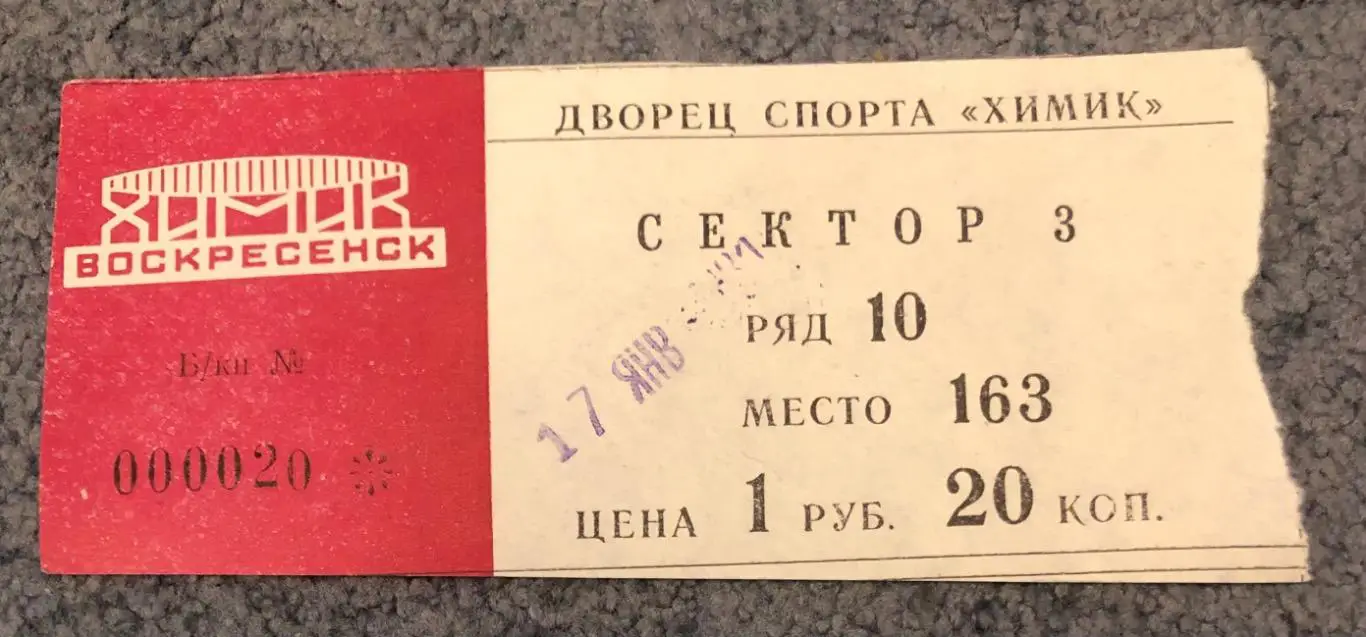 ХИМИК
ВОСКРЕСЕНСК
Б/кн №
000020
ДВОРЕЦ СПОРТА «ХИМИК»
СЕКТОР 3
РЯД 10
МЕСТО 163
ЦЕНА 1 РУБ. 20 КОП.
17 ЯНВ